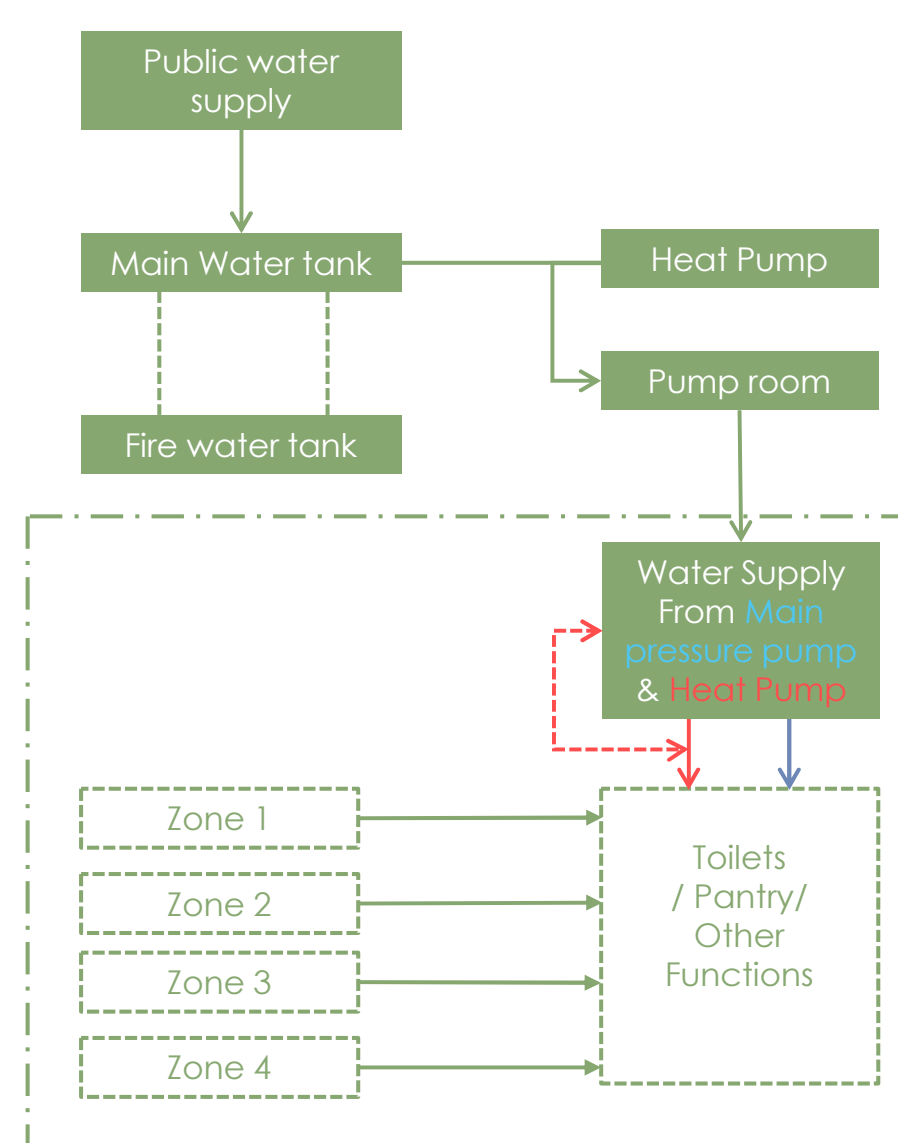 Public water
supply
Main Water tank
Heat Pump
Pump room
Fire water tank
Water Supply
From Main
pressure pump
& Heat Pump
Zone 1
Zone 2
Zone 3
Zone 4
Toilets
/ Pantry/
Other
Functions